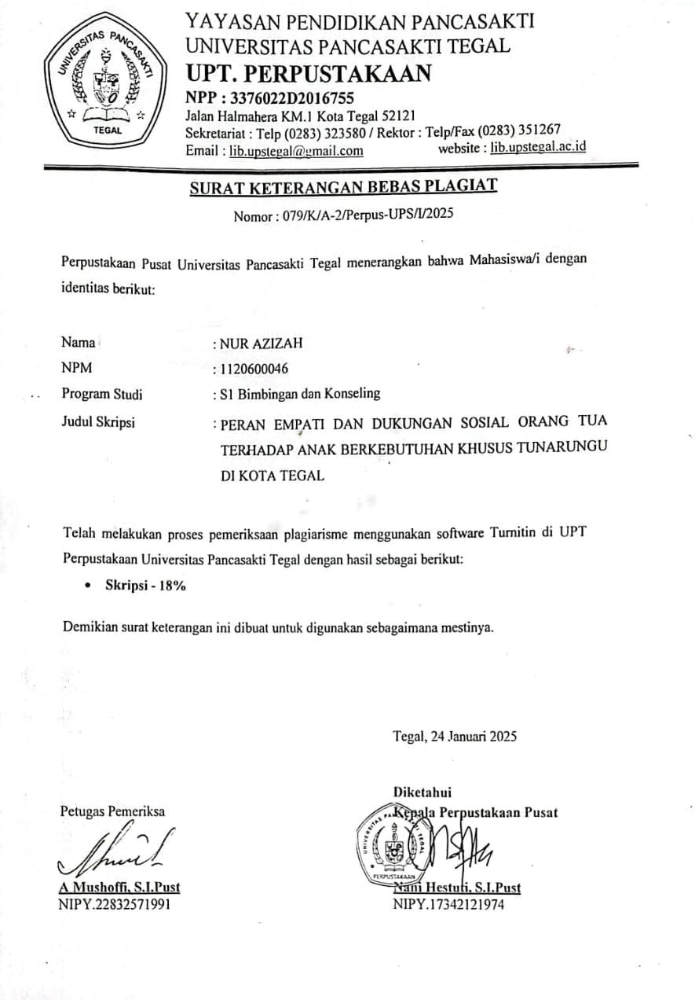 YAYASAN PENDIDIKAN PANCASAKTI
UNIVERSITAS PANCASAKTI TEGAL
UPT. PERPUSTAKAAN
NPP : 3376022D2016755
Jalan Halmahera KM.1 Kota Tegal 52121
Sekretariat : Telp (0283) 323580 / Rektor : Telp/Fax (0283) 351267
Email : lib.upstegal@gmail.com website : lib.upstegal.ac.id
UNIVERSITAS PANCASAKTI
TEGAL
SURAT KETERANGAN BEBAS PLAGIAT
Nomor : 079/K/A-2/Perpus-UPS/I/2025
Perpustakaan Pusat Universitas Pancasakti Tegal menerangkan bahwa Mahasiswa/i dengan
identitas berikut:
Nama : NUR AZIZAH
NPM : 1120600046
Program Studi : S1 Bimbingan dan Konseling
Judul Skripsi : PERAN EMPATI DAN DUKUNGAN SOSIAL ORANG TUA
TERHADAP ANAK BERKEBUTUHAN KHUSUS TUNARUNGU
DI KOTA TEGAL
Telah melakukan proses pemeriksaan plagiarisme menggunakan software Turnitin di UPT
Perpustakaan Universitas Pancasakti Tegal dengan hasil sebagai berikut:
• Skripsi - 18%
Demikian surat keterangan ini dibuat untuk digunakan sebagaimana mestinya.
Tegal, 24 Januari 2025
Diketahui
Petugas Pemeriksa
Kepala Perpustakaan Pusat
UNIVERSITAS PANCASAKTI TEGAL
PERPUSTAKAAN
A Mushoffi, S.I.Pust
NIPY.22832571991
Nani Hestuti, S.I.Pust
NIPY.17342121974